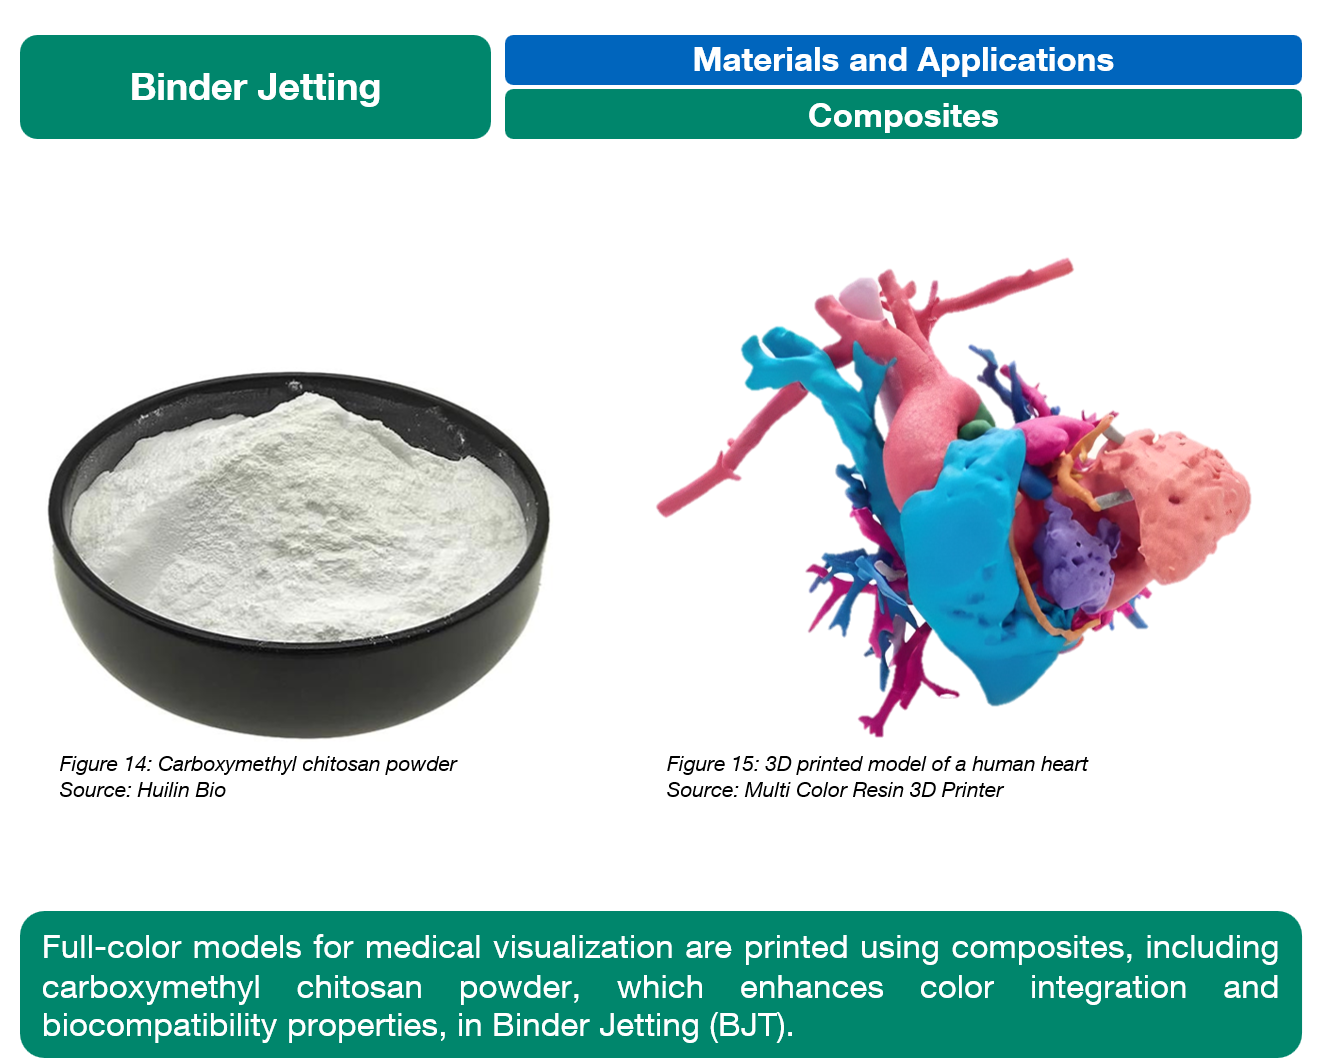 Binder Jetting
Materials and Applications
Composites
Figure 14: Carboxymethyl chitosan powder
Source: Huilin Bio
Figure 15: 3D printed model of a human heart
Source: Multi Color Resin 3D Printer
Full-color models for medical visualization are printed using composites, including
carboxymethyl chitosan powder, which enhances color integration and
biocompatibility properties, in Binder Jetting (BJT).